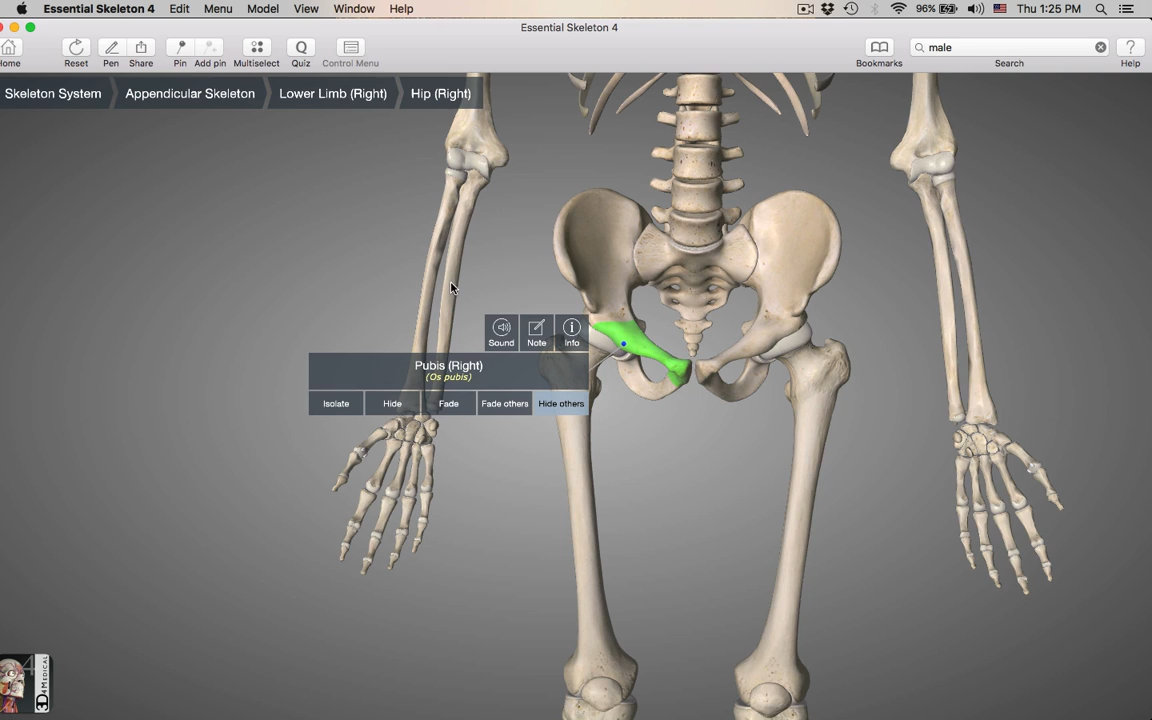 Essential Skeleton 4 Edit Menu Model View Window Help 96% Thu 1:25 PM
Essential Skeleton 4
male
Home Reset Pen Share Pin Add pin Multiselect Quiz Control Menu Bookmarks Search Help
Skeleton System Appendicular Skeleton Lower Limb (Right) Hip (Right)
Sound Note Info
Pubis (Right)
(Os pubis)
Isolate Hide Fade Fade others Hide others
4
3D4MEDICAL